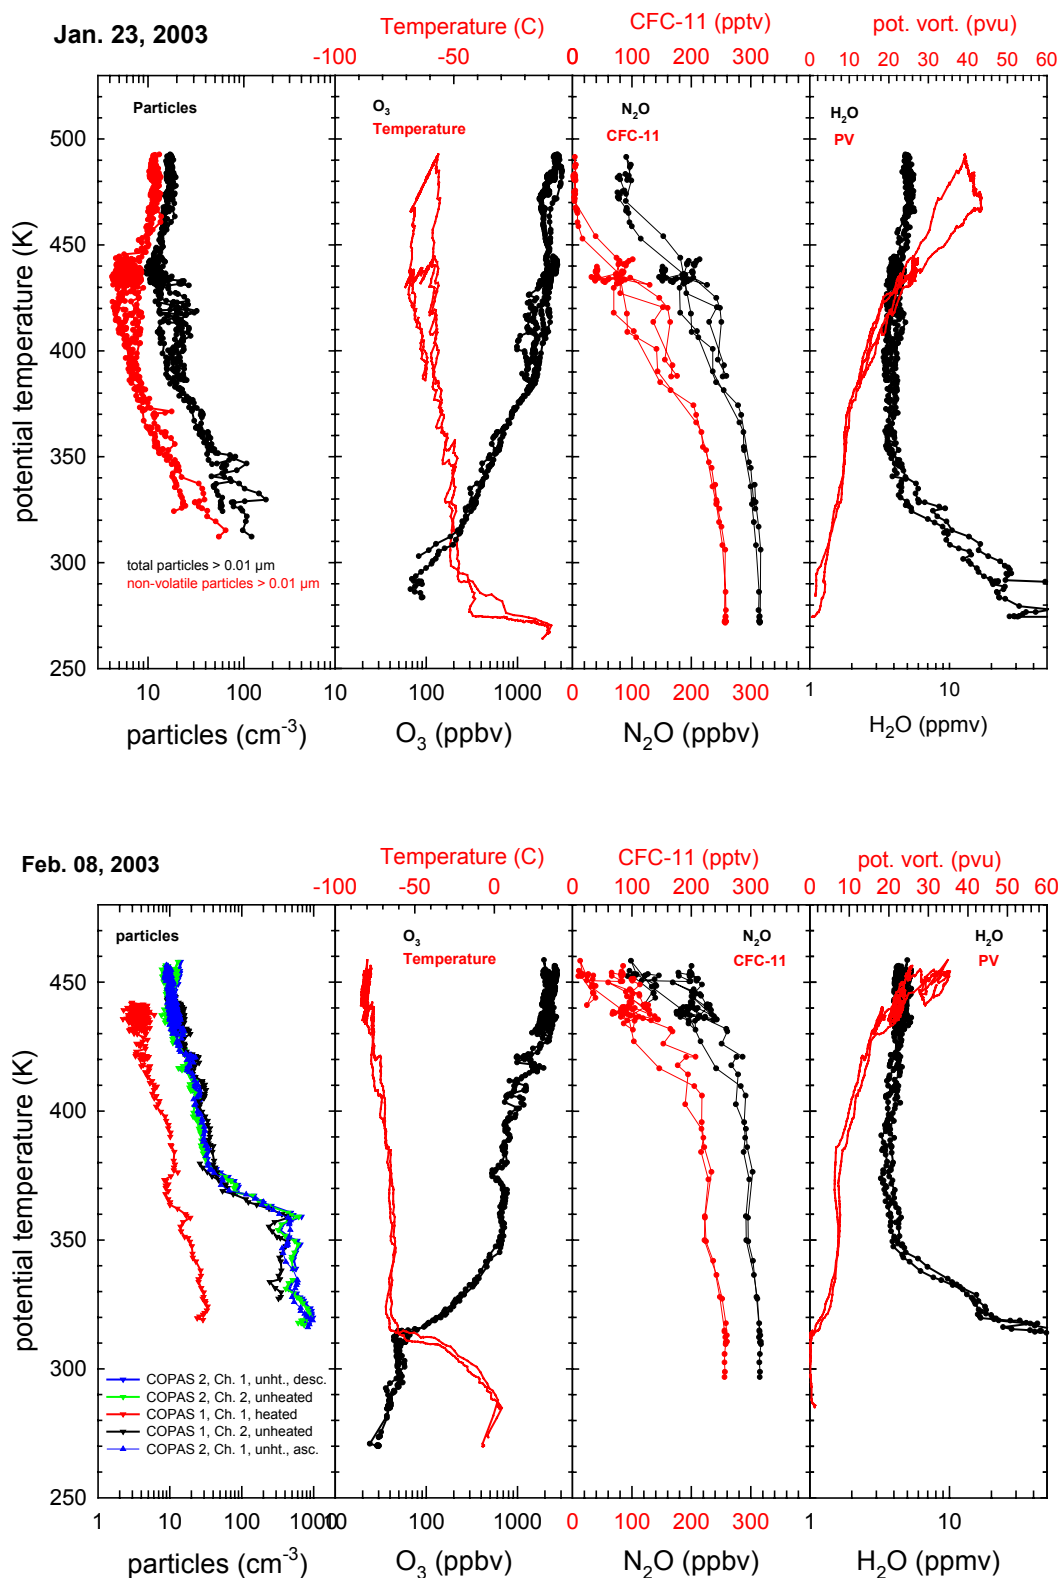 Jan. 23, 2003
Temperature (C)
CFC-11 (pptv)
pot. vort. (pvu)
-100 -50 0 100 200 300 0 10 20 30 40 50 60
Particles
O3
Temperature
N2O
CFC-11
H2O
PV
500
450
400
350
300
250
potential temperature (K)
total particles > 0.01 µm
non-volatile particles > 0.01 µm
10 100 100 1000 0 100 200 300 1 10
particles (cm-3)
O3 (ppbv)
N2O (ppbv)
H2O (ppmv)
Feb. 08, 2003
Temperature (C)
CFC-11 (pptv)
pot. vort. (pvu)
-100 -50 0 0 100 200 300 0 10 20 30 40 50 60
particles
O3
Temperature
N2O
CFC-11
H2O
PV
450
400
350
300
250
potential temperature (K)
COPAS 2, Ch. 1, unht., desc.
COPAS 2, Ch. 2, unheated
COPAS 1, Ch. 1, heated
COPAS 1, Ch. 2, unheated
COPAS 2, Ch. 1, unht., asc.
1 10 100 1000 100 1000 0 100 200 300 1 10
particles (cm-3)
O3 (ppbv)
N2O (ppbv)
H2O (ppmv)